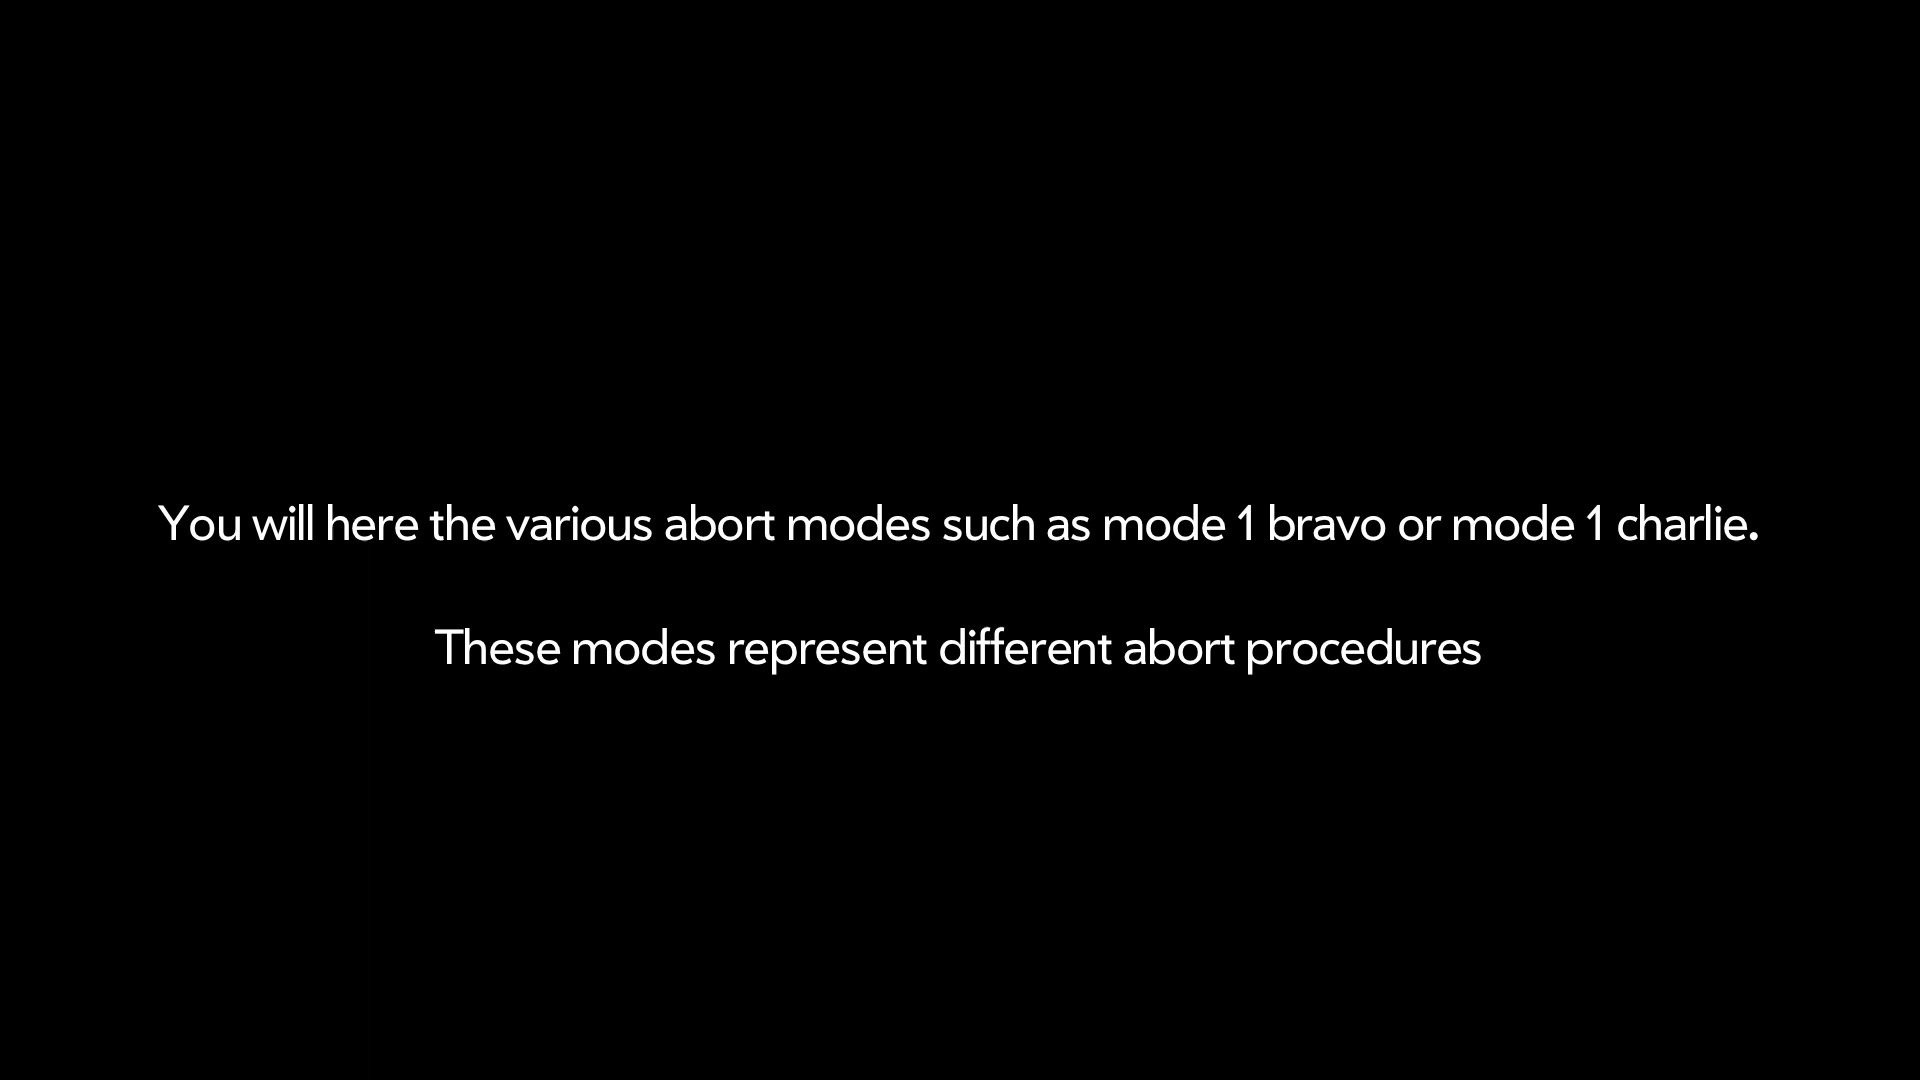 You will here the various abort modes such as mode 1 bravo or mode 1 charlie.
These modes represent different abort procedures